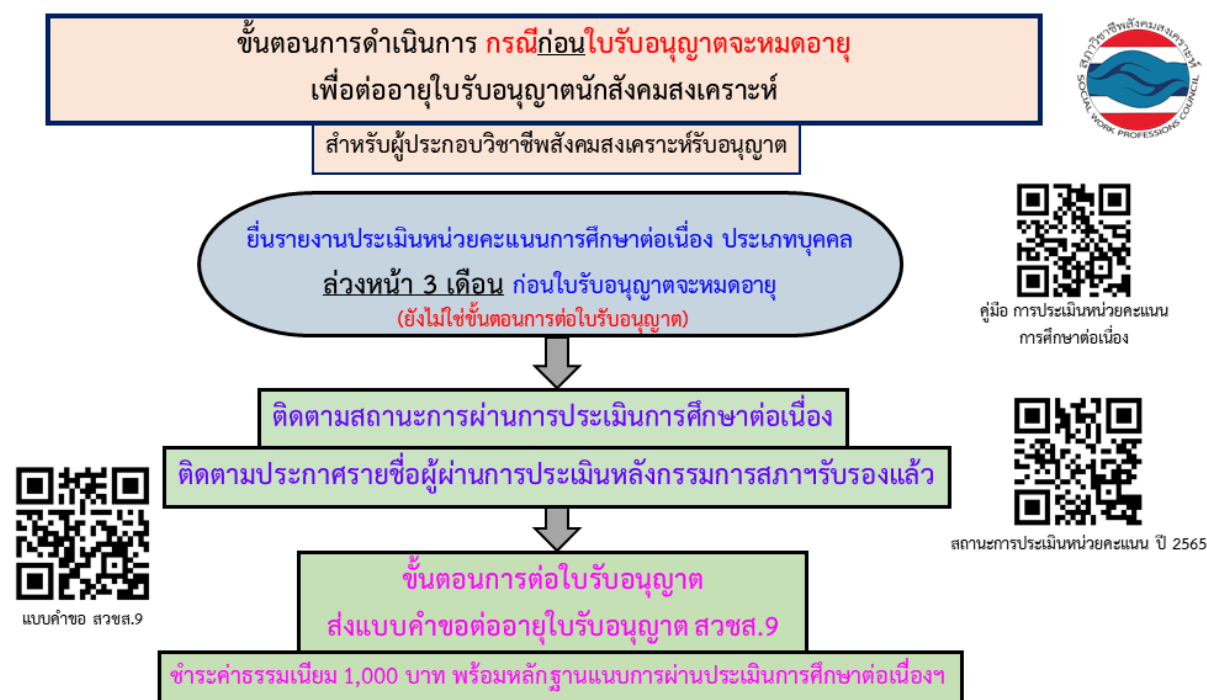 ขั้นตอนการดำเนินการ กรณีก่อนใบรับอนุญาตจะหมดอายุ
เพื่อต่ออายุใบรับอนุญาตนักสังคมสงเคราะห์
สำหรับผู้ประกอบวิชาชีพสังคมสงเคราะห์รับอนุญาต
สภาวิชาชีพสังคมสงเคราะห์
SOCIAL WORK PROFESSIONS COUNCIL
ยื่นรายงานประเมินหน่วยคะแนนการศึกษาต่อเนื่อง ประเภทบุคคล
ล่วงหน้า 3 เดือน ก่อนใบรับอนุญาตจะหมดอายุ
(ยังไม่ใช่ขั้นตอนการต่อใบรับอนุญาต)
คู่มือ การประเมินหน่วยคะแนน
การศึกษาต่อเนื่อง
ติดตามสถานะการผ่านการประเมินการศึกษาต่อเนื่อง
ติดตามประกาศรายชื่อผู้ผ่านการประเมินหลังกรรมการสภาฯรับรองแล้ว
สถานะการประเมินหน่วยคะแนน ปี 2565
แบบคำขอ สวชส.9
ขั้นตอนการต่อใบรับอนุญาต
ส่งแบบคำขอต่ออายุใบรับอนุญาต สวชส.9
ชำระค่าธรรมเนียม 1,000 บาท พร้อมหลักฐานแนบการผ่านประเมินการศึกษาต่อเนื่องฯ